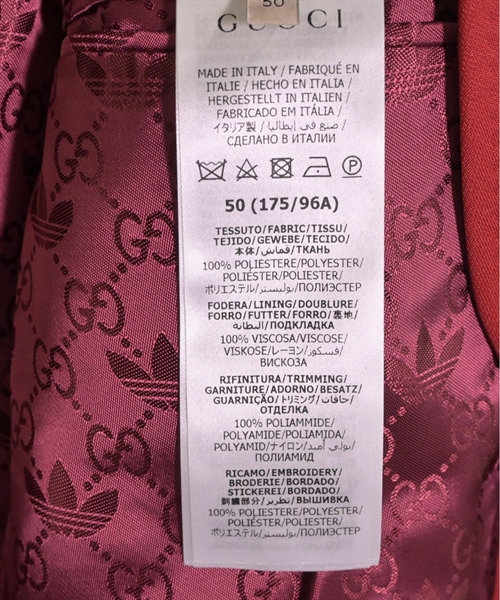 50
GUCCI
MADE IN ITALY / FABRIQUÉ EN
ITALIE / HECHO EN ITALIA /
HERGESTELLT IN ITALIEN /
FABRICADO EM ITÁLIA /
イタリア製 / صنع في إيطاليا /
СДЕЛАНО В ИТАЛИИ
P
50 (175/96A)
TESSUTO/FABRIC/TISSU/
TEJIDO/GEWEBE/TECIDO/
本体/قماش/ТКАНЬ
100% POLIESTERE/POLYESTER/
POLIÉSTER/POLIESTER/
ポリエステル/بوليستر/ПОЛИЭСТЕР
FODERA/LINING/DOUBLURE/
FORRO/FUTTER/FORRO/裏地/
البطانة/ПОДКЛАДКА
100% VISCOSA/VISCOSE/
VISKOSE/レーヨン/فسكوز/
ВИСКОЗА
RIFINITURA/TRIMMING/
GARNITURE/ADORNO/BESATZ/
GUARNIÇÃO/トリミング/حافات/
ОТДЕЛКА
100% POLIAMMIDE/
POLYAMIDE/POLIAMIDA/
POLYAMID/ナイロン/بولي أميد/
ПОЛИАМИД
RICAMO/EMBROIDERY/
BRODERIE/BORDADO/
STICKEREI/BORDADO/
刺繍部分/تطريز/ВЫШИВКА
100% POLIESTERE/POLYESTER/
POLIÉSTER/POLIESTER/
ポリエステル/بوليستر/ПОЛИЭСТЕР